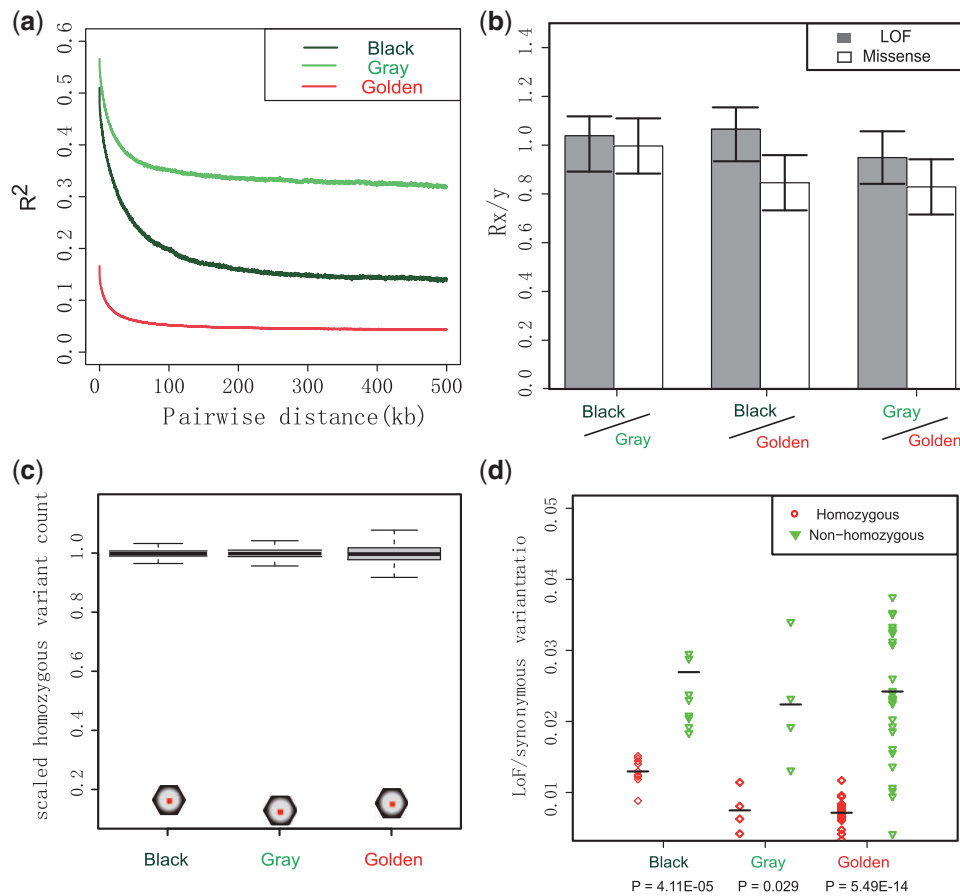 (a)
0.6
0.5
0.4
0.3
0.2
0.1
0.0
R2
Black
Gray
Golden
0
100
200
300
400
500
Pairwise distance(kb)
(b)
1.4
1.2
1.0
0.8
0.6
0.4
0.2
0.0
Rx/y
LOF
Missense
Black
Gray
Black
Golden
Gray
Golden
(c)
scaled homozygous variant count
1.0
0.8
0.6
0.4
0.2
Black
Gray
Golden
(d)
LoF/synonymous variantratio
0.05
0.04
0.03
0.02
0.01
Homozygous
Non-homozygous
Black
Gray
Golden
P = 4.11E-05
P = 0.029
P = 5.49E-14